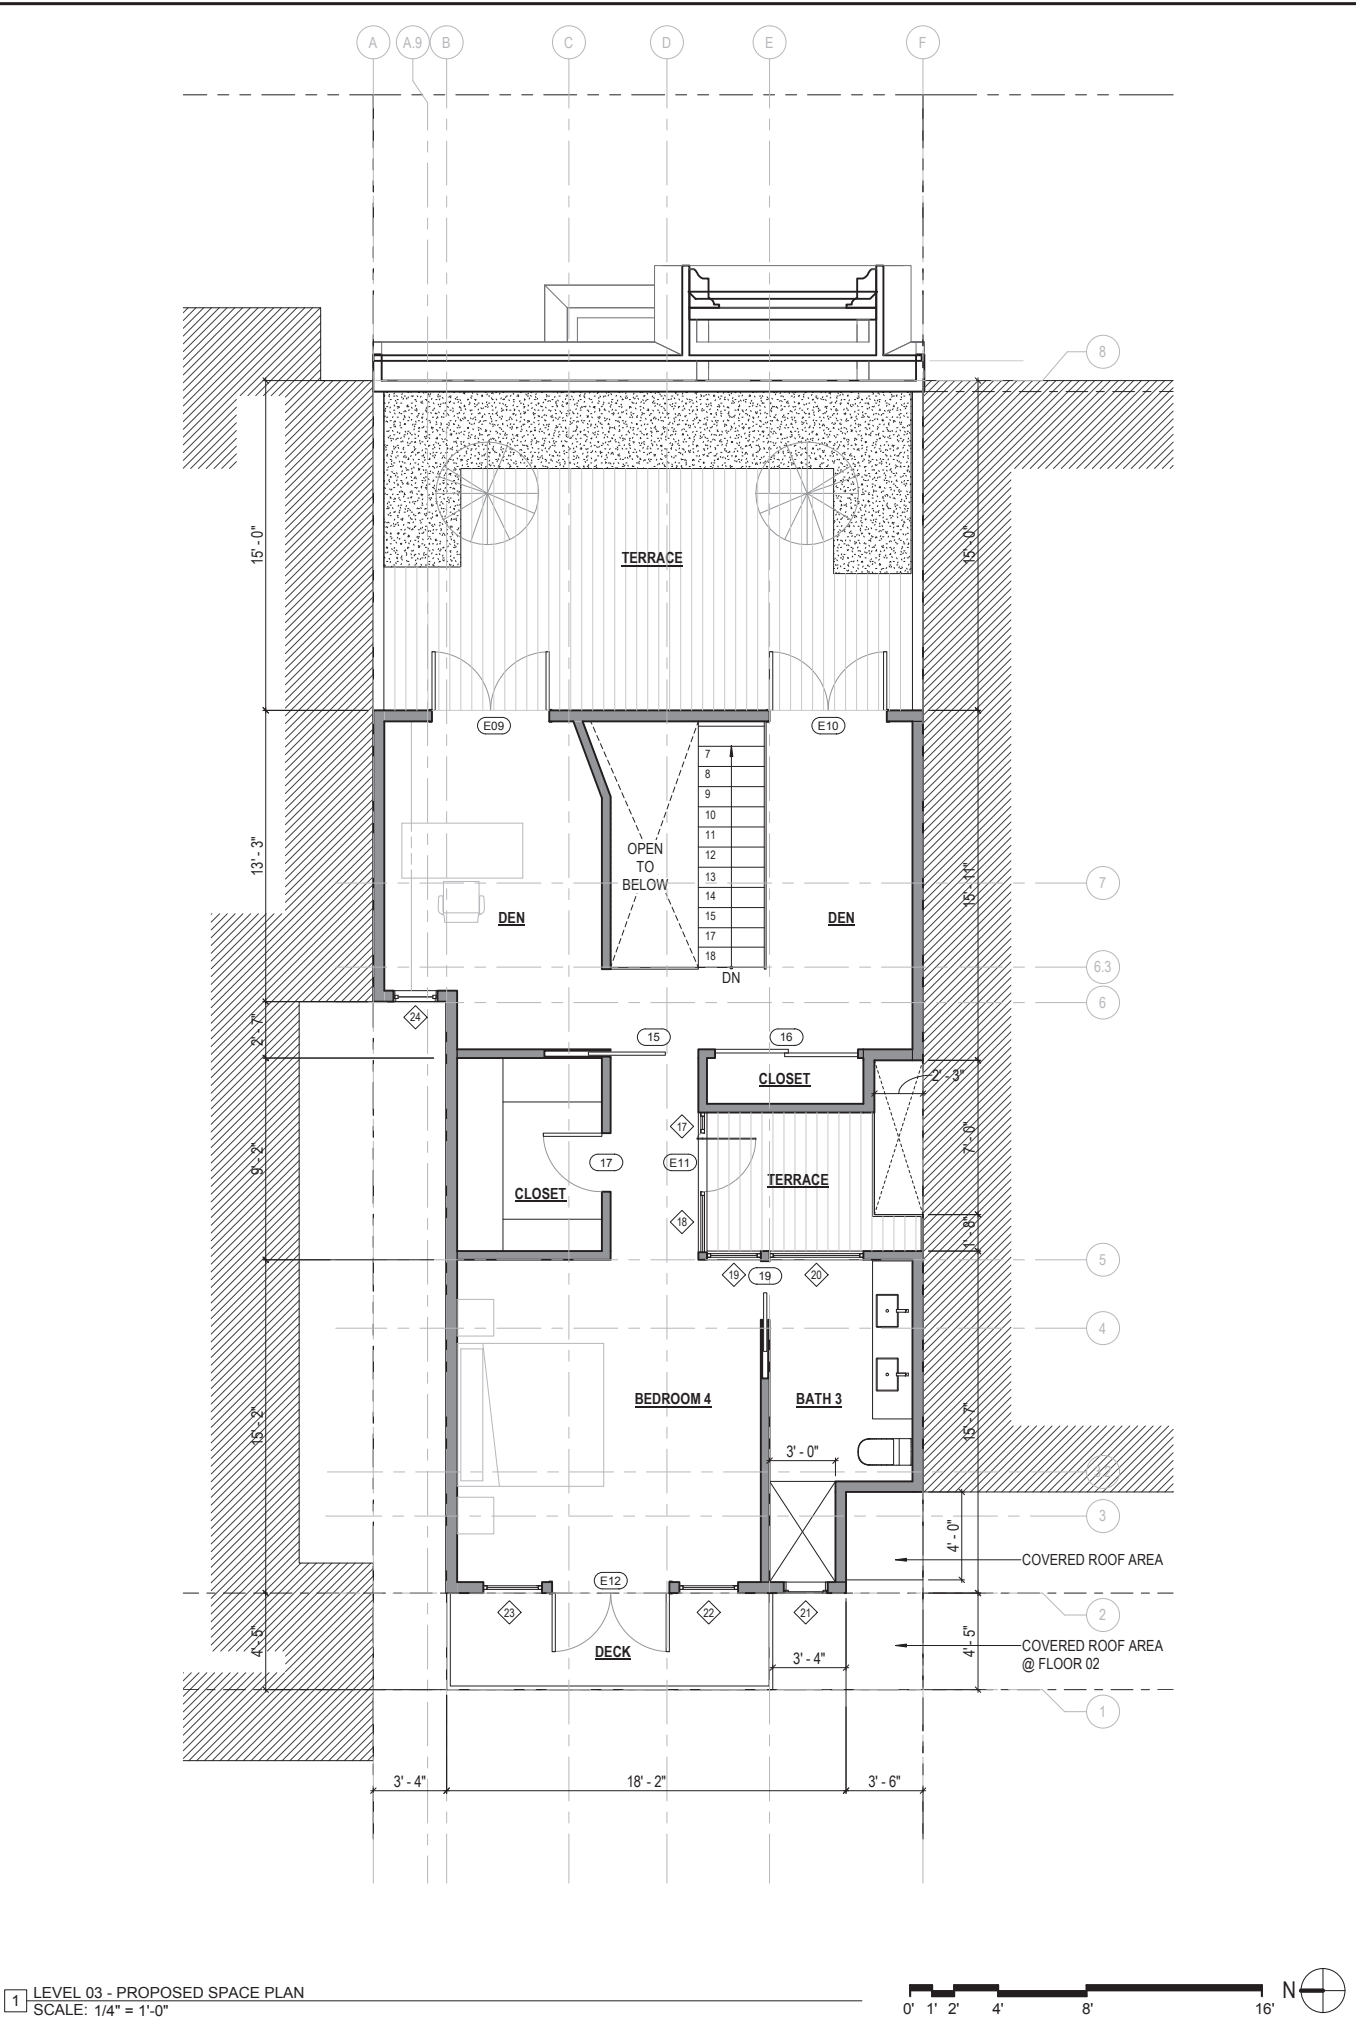 A A.9 B C D E F
8
15' - 0" 15' - 0"
TERRACE
E09 E10
7
8
9
10
11
12
13
14
15
17
18
DN
OPEN
TO
BELOW
13' - 3" 15' - 11"
7
DEN DEN
6.3
6
24
2' - 7"
15 16
CLOSET
2' - 3"
17
17 E11
9' - 2" 7' - 0"
TERRACE
CLOSET
18
1' - 8"
5
19 19 20
4
BEDROOM 4 BATH 3
15' - 2" 15' - 7"
3' - 0"
3.2
3
4' - 0"
COVERED ROOF AREA
E12
23 22 21
2
4' - 5" 4' - 5"
DECK
COVERED ROOF AREA
@ FLOOR 02
3' - 4"
1
3' - 4" 18' - 2" 3' - 6"
1 LEVEL 03 - PROPOSED SPACE PLAN
SCALE: 1/4" = 1'-0"
0' 1' 2' 4' 8' 16'
N